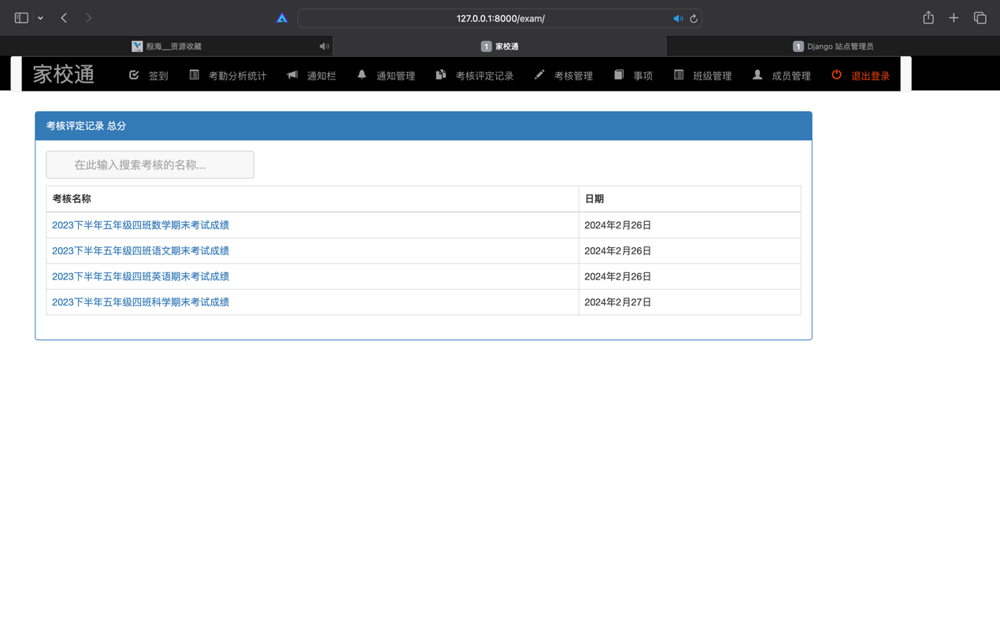 127.0.0.1:8000/exam/
殷海__资源收藏
1 家校通
1 Django 站点管理员
家校通 签到 考勤分析统计 通知栏 通知管理 考核评定记录 考核管理 事项 班级管理 成员管理 退出登录
考核评定记录 总分
在此输入搜索考核的名称...
考核名称 日期
2023下半年五年级四班数学期末考试成绩 2024年2月26日
2023下半年五年级四班语文期末考试成绩 2024年2月26日
2023下半年五年级四班英语期末考试成绩 2024年2月26日
2023下半年五年级四班科学期末考试成绩 2024年2月27日